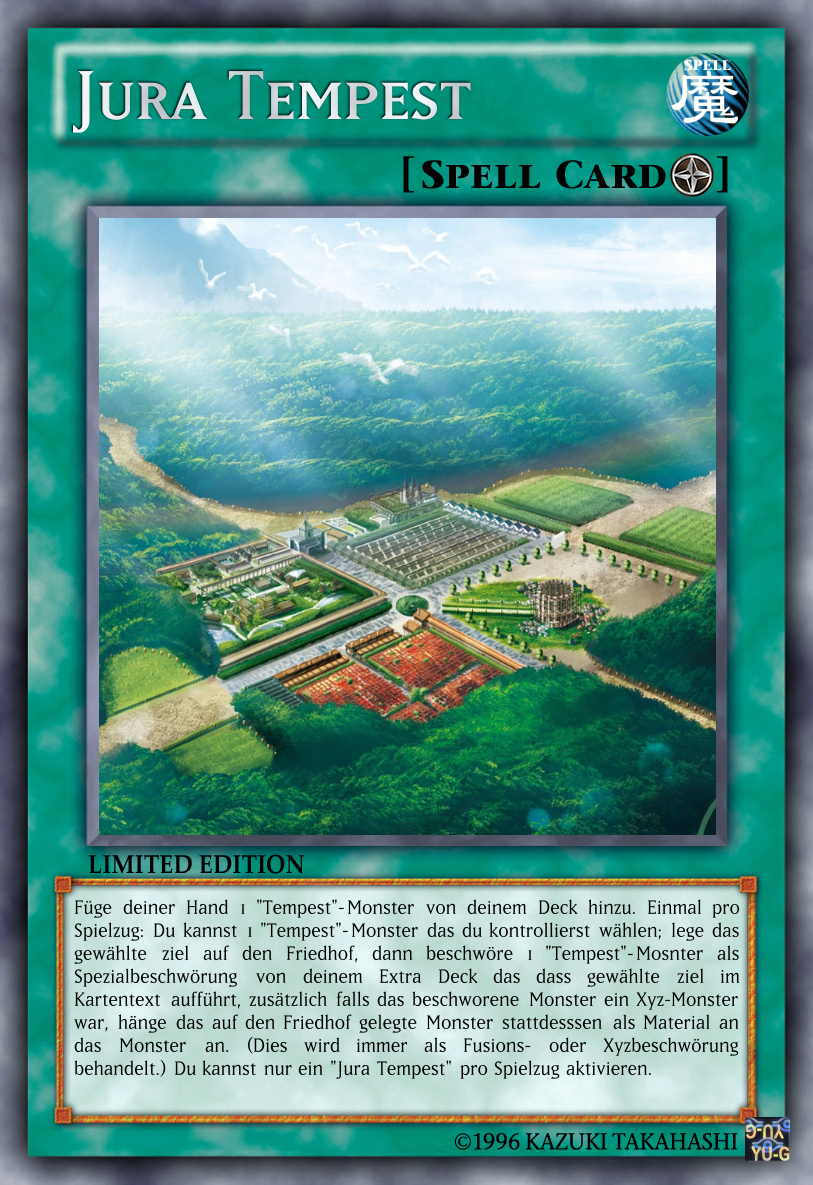 Jura Tempest
SPELL
魔
[Spell Card]
LIMITED EDITION
Füge deiner Hand 1 "Tempest"-Monster von deinem Deck hinzu. Einmal pro
Spielzug: Du kannst 1 "Tempest"-Monster das du kontrollierst wählen; lege das
gewählte ziel auf den Friedhof, dann beschwöre 1 "Tempest"-Mosnter als
Spezialbeschwörung von deinem Extra Deck das dass gewählte ziel im
Kartentext aufführt, zusätzlich falls das beschworene Monster ein Xyz-Monster
war, hänge das auf den Friedhof gelegte Monster stattdesssen als Material an
das Monster an. (Dies wird immer als Fusions- oder Xyzbeschwörung
behandelt.) Du kannst nur ein "Jura Tempest" pro Spielzug aktivieren.
©1996 KAZUKI TAKAHASHI
YU-G
YU-G